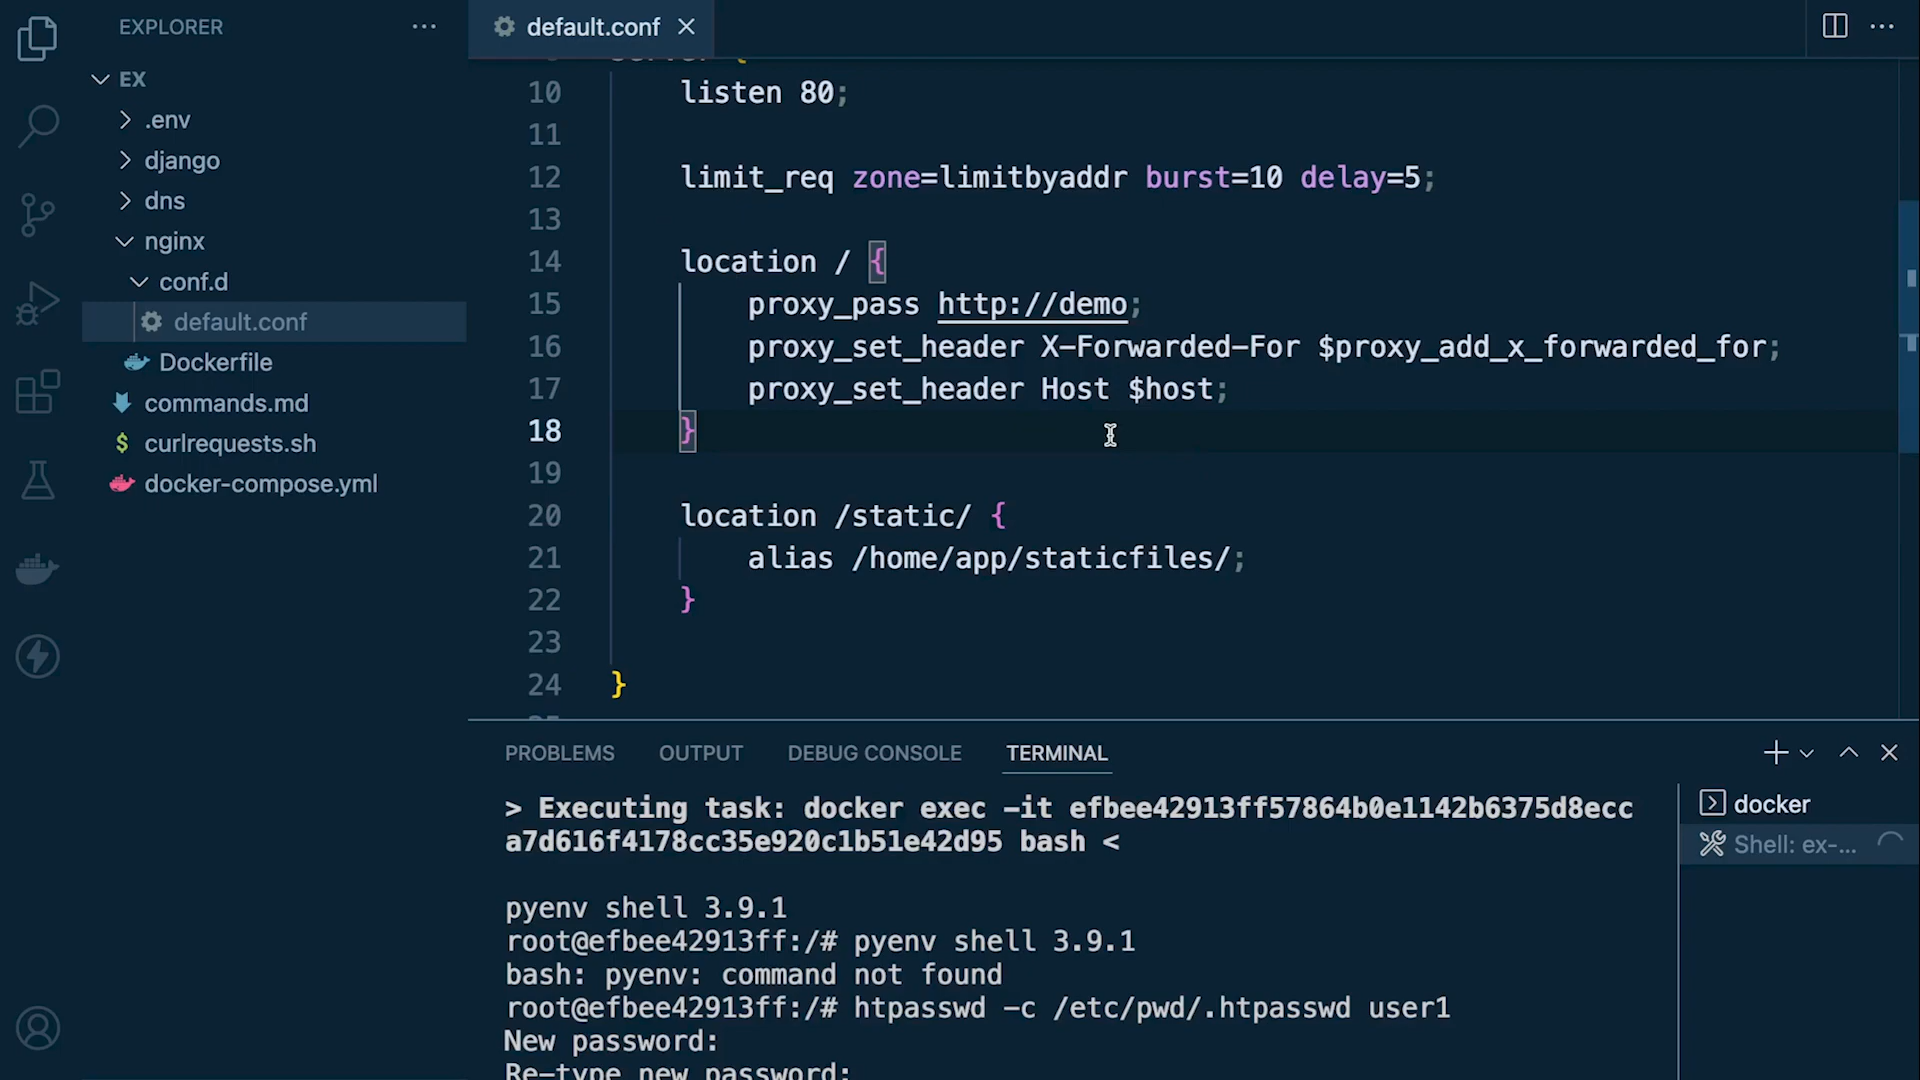 EXPLORER
EX
.env
django
dns
nginx
conf.d
default.conf
Dockerfile
commands.md
curlrequests.sh
docker-compose.yml
default.conf
server {
10 listen 80;
11
12 limit_req zone=limitbyaddr burst=10 delay=5;
13
14 location / {
15 proxy_pass http://demo;
16 proxy_set_header X-Forwarded-For $proxy_add_x_forwarded_for;
17 proxy_set_header Host $host;
18 }
19
20 location /static/ {
21 alias /home/app/staticfiles/;
22 }
23
24 }
PROBLEMS OUTPUT DEBUG CONSOLE TERMINAL
> Executing task: docker exec -it efbee42913ff57864b0e1142b6375d8ecc
a7d616f4178cc35e920c1b51e42d95 bash <
pyenv shell 3.9.1
root@efbee42913ff:/# pyenv shell 3.9.1
bash: pyenv: command not found
root@efbee42913ff:/# htpasswd -c /etc/pwd/.htpasswd user1
New password:
Re-type new password:
docker
Shell: ex-...